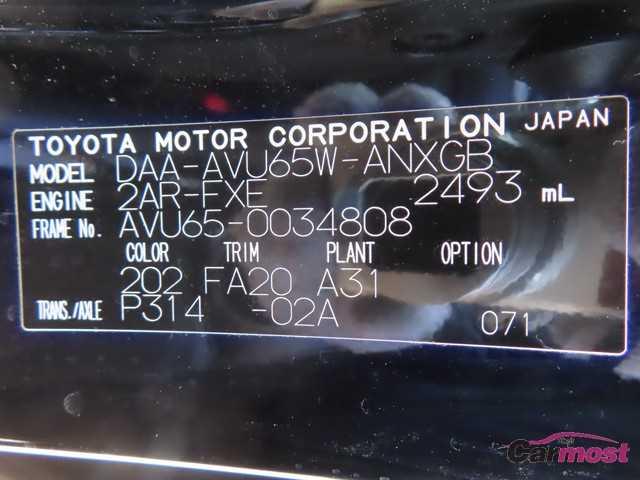 TOYOTA MOTOR CORPORATION JAPAN
MODEL DAA-AVU65W-ANXGB
ENGINE 2AR-FXE 2493 mL
FRAME No. AVU65-0034808
COLOR TRIM PLANT OPTION
202 FA20 A31
TRANS./AXLE P314 -02A 071
Carmost